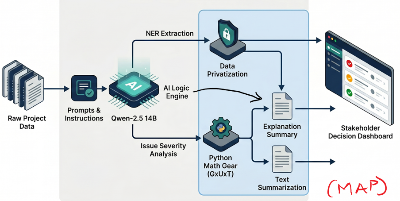 NER Extraction
Data
Privatization
Prompts &
Instructions
AI
AI Logic
Engine
Raw Project
Data
Qwen-2.5 14B
Explanation
Summary
Stakeholder
Decision Dashboard
Issue Severity
Analysis
Python
Math Gear
(GxUxT)
Text
Summarization
(MAP)